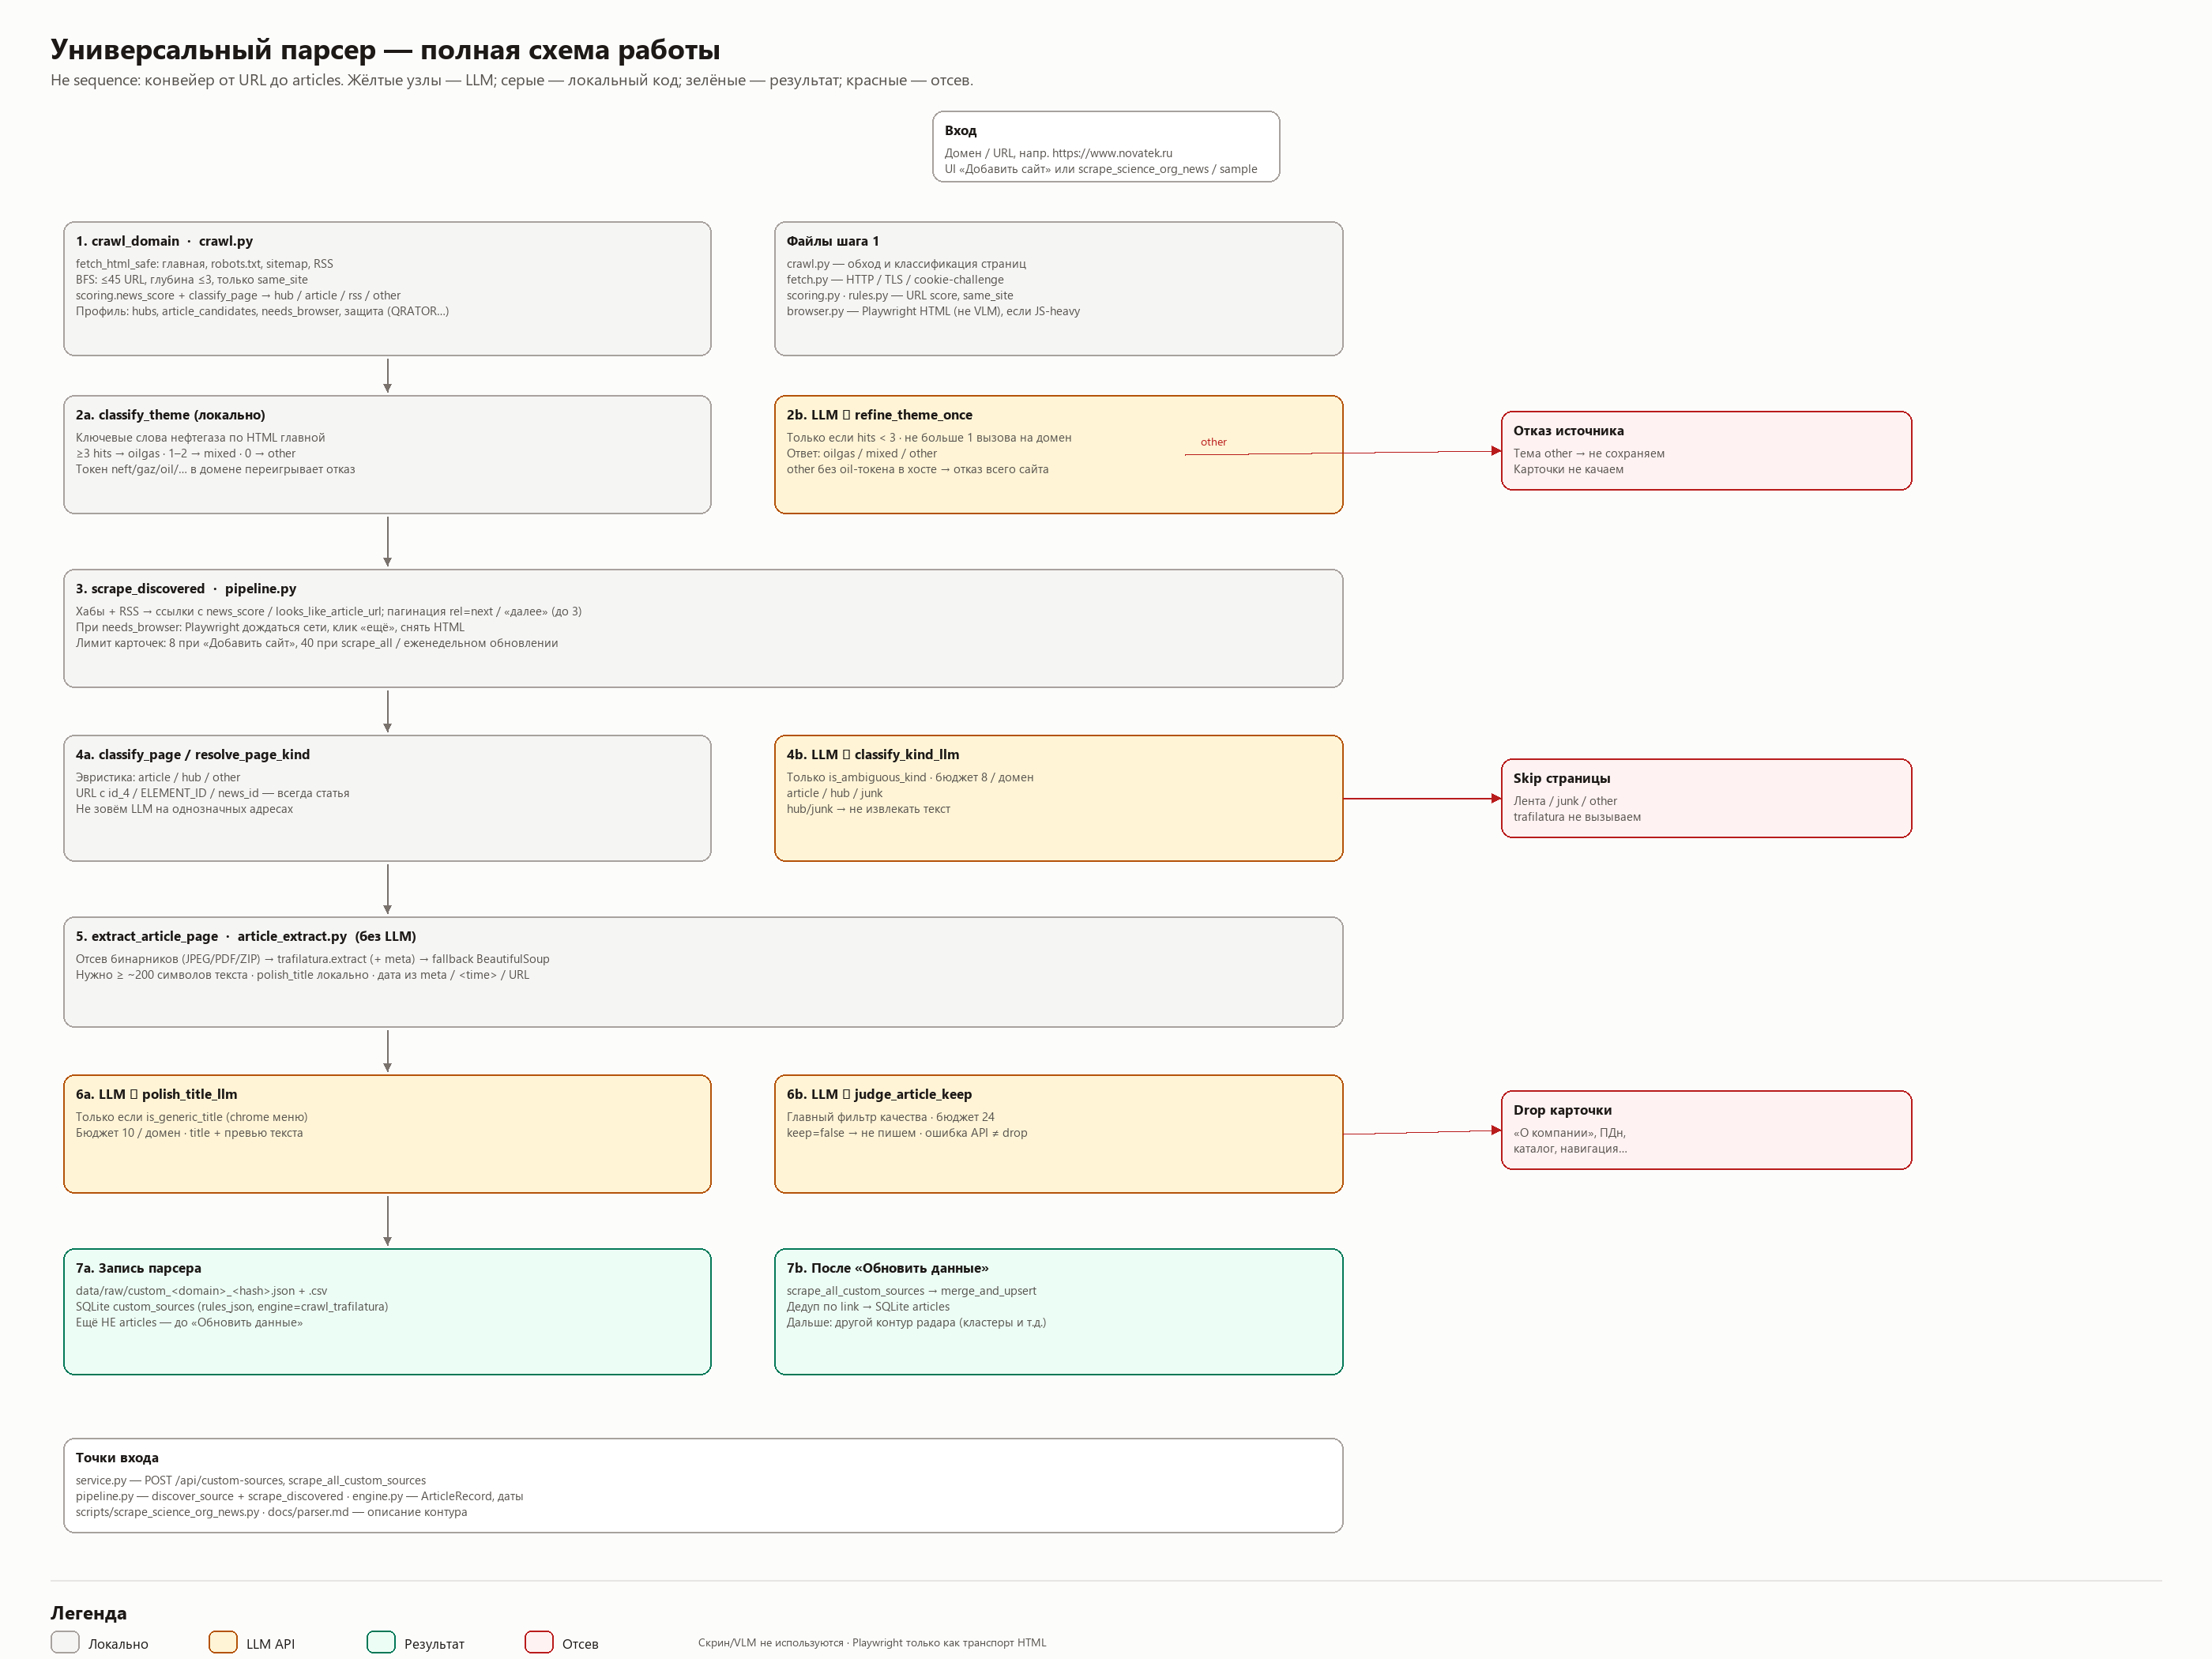 Универсальный парсер — полная схема работы
Не sequence: конвейер от URL до articles. Жёлтые узлы — LLM; серые — локальный код; зелёные — результат; красные — отсев.
Вход
Домен / URL, напр. https://www.novatek.ru
UI «Добавить сайт» или scrape_science_org_news / sample
1. crawl_domain · crawl.py
fetch_html_safe: главная, robots.txt, sitemap, RSS
BFS: ≤45 URL, глубина ≤3, только same_site
scoring.news_score + classify_page → hub / article / rss / other
Профиль: hubs, article_candidates, needs_browser, защита (QRATOR…)
Файлы шага 1
crawl.py — обход и классификация страниц
fetch.py — HTTP / TLS / cookie-challenge
scoring.py · rules.py — URL score, same_site
browser.py — Playwright HTML (не VLM), если JS-heavy
2a. classify_theme (локально)
Ключевые слова нефтегаза по HTML главной
≥3 hits → oilgas · 1–2 → mixed · 0 → other
Токен neft/gaz/oil/… в домене переигрывает отказ
2b. LLM ▯ refine_theme_once
Только если hits < 3 · не больше 1 вызова на домен
Ответ: oilgas / mixed / other
other без oil-токена в хосте → отказ всего сайта
other
Отказ источника
Тема other → не сохраняем
Карточки не качаем
3. scrape_discovered · pipeline.py
Хабы + RSS → ссылки с news_score / looks_like_article_url; пагинация rel=next / «далее» (до 3)
При needs_browser: Playwright дождаться сети, клик «ещё», снять HTML
Лимит карточек: 8 при «Добавить сайт», 40 при scrape_all / еженедельном обновлении
4a. classify_page / resolve_page_kind
Эвристика: article / hub / other
URL с id_4 / ELEMENT_ID / news_id — всегда статья
Не зовём LLM на однозначных адресах
4b. LLM ▯ classify_kind_llm
Только is_ambiguous_kind · бюджет 8 / домен
article / hub / junk
hub/junk → не извлекать текст
Skip страницы
Лента / junk / other
trafilatura не вызываем
5. extract_article_page · article_extract.py (без LLM)
Отсев бинарников (JPEG/PDF/ZIP) → trafilatura.extract (+ meta) → fallback BeautifulSoup
Нужно ≥ ~200 символов текста · polish_title локально · дата из meta / <time> / URL
6a. LLM ▯ polish_title_llm
Только если is_generic_title (chrome меню)
Бюджет 10 / домен · title + превью текста
6b. LLM ▯ judge_article_keep
Главный фильтр качества · бюджет 24
keep=false → не пишем · ошибка API ≠ drop
Drop карточки
«О компании», ПДн,
каталог, навигация…
7a. Запись парсера
data/raw/custom_<domain>_<hash>.json + .csv
SQLite custom_sources (rules_json, engine=crawl_trafilatura)
Ещё НЕ articles — до «Обновить данные»
7b. После «Обновить данные»
scrape_all_custom_sources → merge_and_upsert
Дедуп по link → SQLite articles
Дальше: другой контур радара (кластеры и т.д.)
Точки входа
service.py — POST /api/custom-sources, scrape_all_custom_sources
pipeline.py — discover_source + scrape_discovered · engine.py — ArticleRecord, даты
scripts/scrape_science_org_news.py · docs/parser.md — описание контура
Легенда
Локально
LLM API
Результат
Отсев
Скрин/VLM не используются · Playwright только как транспорт HTML